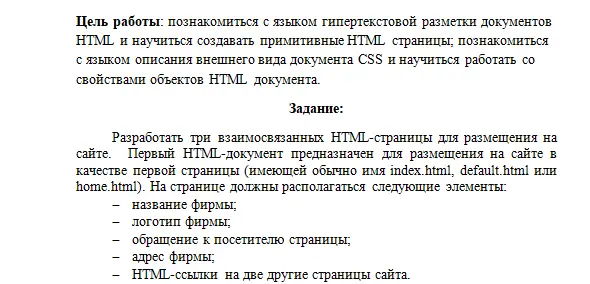 Цель работы: познакомиться с языком гипертекстовой разметки документов
HTML и научиться создавать примитивные HTML страницы; познакомиться
с языком описания внешнего вида документа CSS и научиться работать со
свойствами объектов HTML документа.
Задание:
Разработать три взаимосвязанных HTML-страницы для размещения на
сайте. Первый HTML-документ предназначен для размещения на сайте в
качестве первой страницы (имеющей обычно имя index.html, default.html или
home.html). На странице должны располагаться следующие элементы:
– название фирмы;
– логотип фирмы;
– обращение к посетителю страницы;
– адрес фирмы;
– HTML-ссылки на две другие страницы сайта.